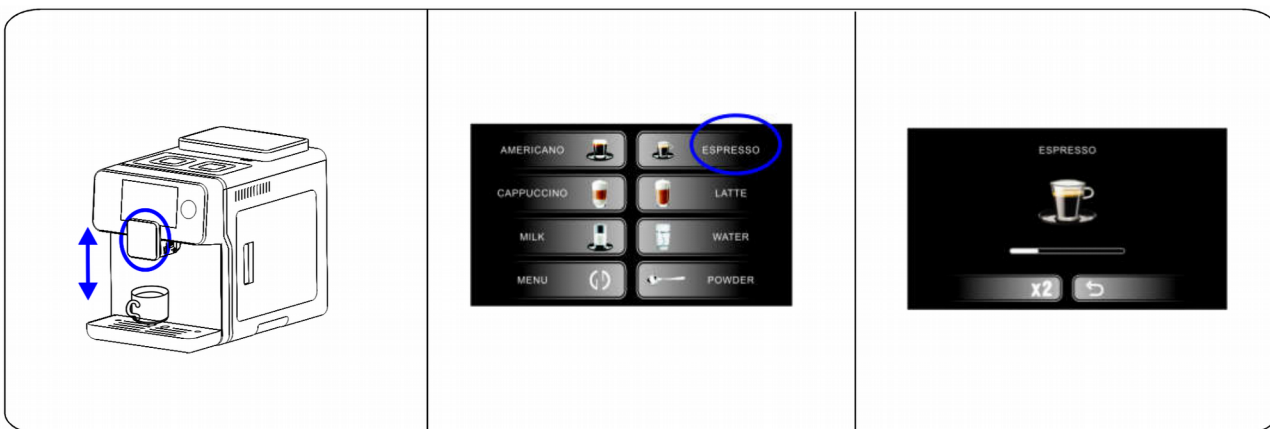 AMERICANO
ESPRESSO
CAPPUCCINO
LATTE
MILK
WATER
MENU
POWDER
ESPRESSO
x2